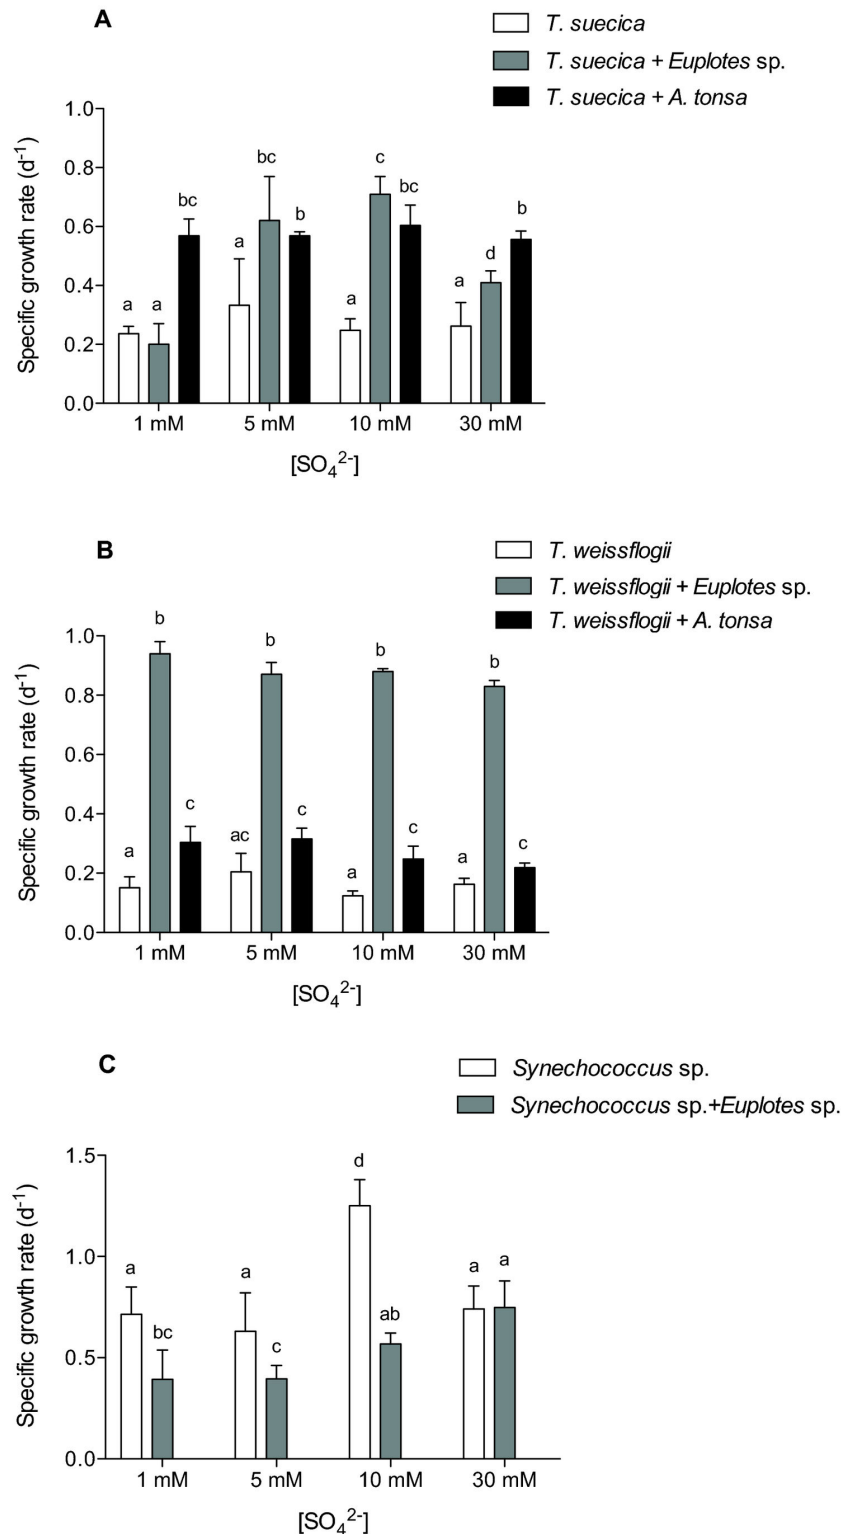 A
T. suecica
T. suecica + Euplotes sp.
T. suecica + A. tonsa
Specific growth rate (d⁻¹)
1.0
0.8
0.6
0.4
0.2
0.0
a a bc
a bc b
a c bc
a d b
1 mM 5 mM 10 mM 30 mM
[SO₄²⁻]
B
T. weissflogii
T. weissflogii + Euplotes sp.
T. weissflogii + A. tonsa
Specific growth rate (d⁻¹)
1.0
0.8
0.6
0.4
0.2
0.0
a b c
ac b c
a b c
a b c
1 mM 5 mM 10 mM 30 mM
[SO₄²⁻]
C
Synechococcus sp.
Synechococcus sp.+Euplotes sp.
Specific growth rate (d⁻¹)
1.5
1.0
0.5
0.0
a bc
a c
d ab
a a
1 mM 5 mM 10 mM 30 mM
[SO₄²⁻]